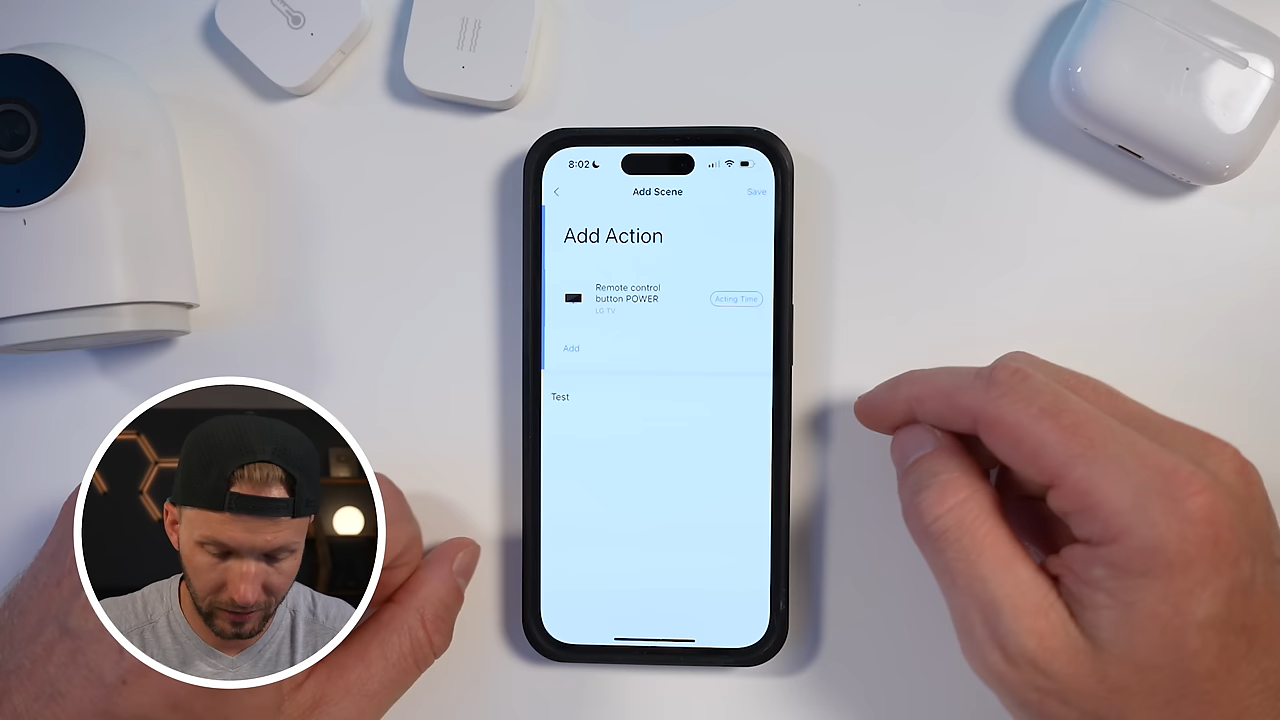 8:02
Add Scene
Save
Add Action
Remote control
button POWER
LG TV
Acting Time
Add
Test